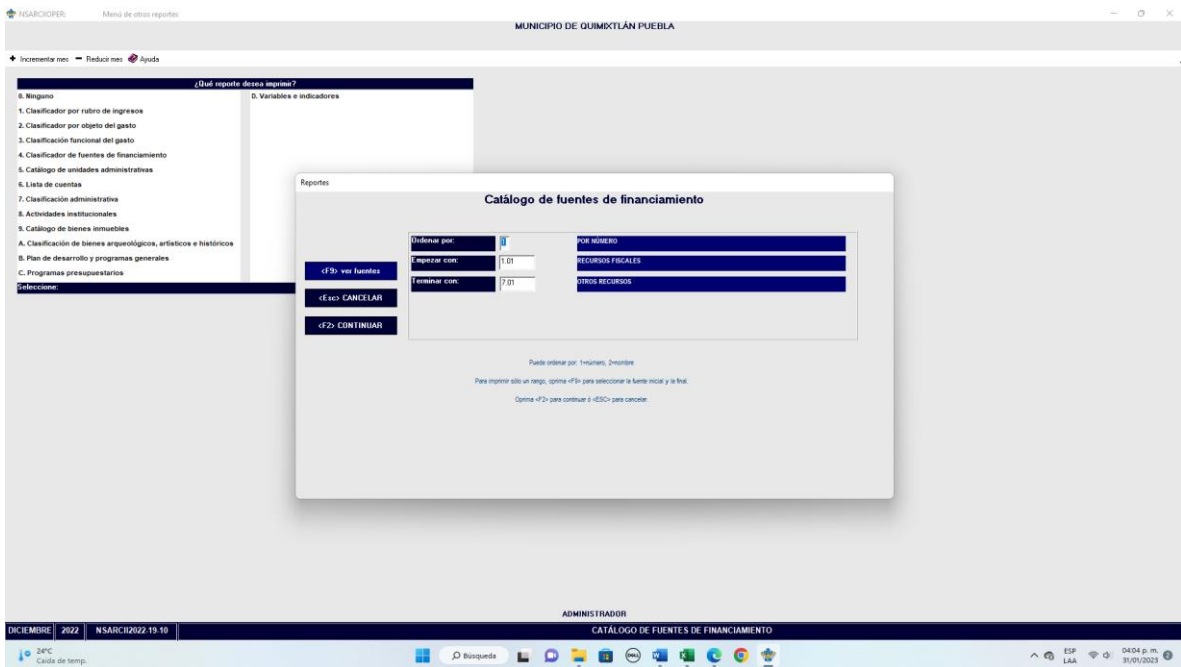 NSARCIIOPER: Menú de otros reportes
MUNICIPIO DE QUIMIXTLÁN PUEBLA
Incrementar mes Reducir mes Ayuda
¿Qué reporte desea imprimir?
0. Ninguno
1. Clasificador por rubro de ingresos
2. Clasificador por objeto del gasto
3. Clasificación funcional del gasto
4. Clasificador de fuentes de financiamiento
5. Catálogo de unidades administrativas
6. Lista de cuentas
7. Clasificación administrativa
8. Actividades institucionales
9. Catálogo de bienes inmuebles
A. Clasificación de bienes arqueológicos, artísticos e históricos
B. Plan de desarrollo y programas generales
C. Programas presupuestarios
D. Variables e indicadores
Seleccione:
Reportes
Catálogo de fuentes de financiamiento
<F9> ver fuentes
<Esc> CANCELAR
<F2> CONTINUAR
Ordenar por: 1 POR NÚMERO
Empezar con: 1.01 RECURSOS FISCALES
Terminar con: 7.01 OTROS RECURSOS
Puede ordenar por: 1=número, 2=nombre
Para imprimir sólo un rango, oprima <F9> para seleccionar la fuente inicial y la final.
Oprima <F2> para continuar ó <ESC> para cancelar.
ADMINISTRADOR
DICIEMBRE 2022 NSARCII2022-19-10 CATÁLOGO DE FUENTES DE FINANCIAMIENTO
24°C
Caída de temp.
Búsqueda
DELL
ESP
LAA
04:04 p. m.
31/01/2023
2